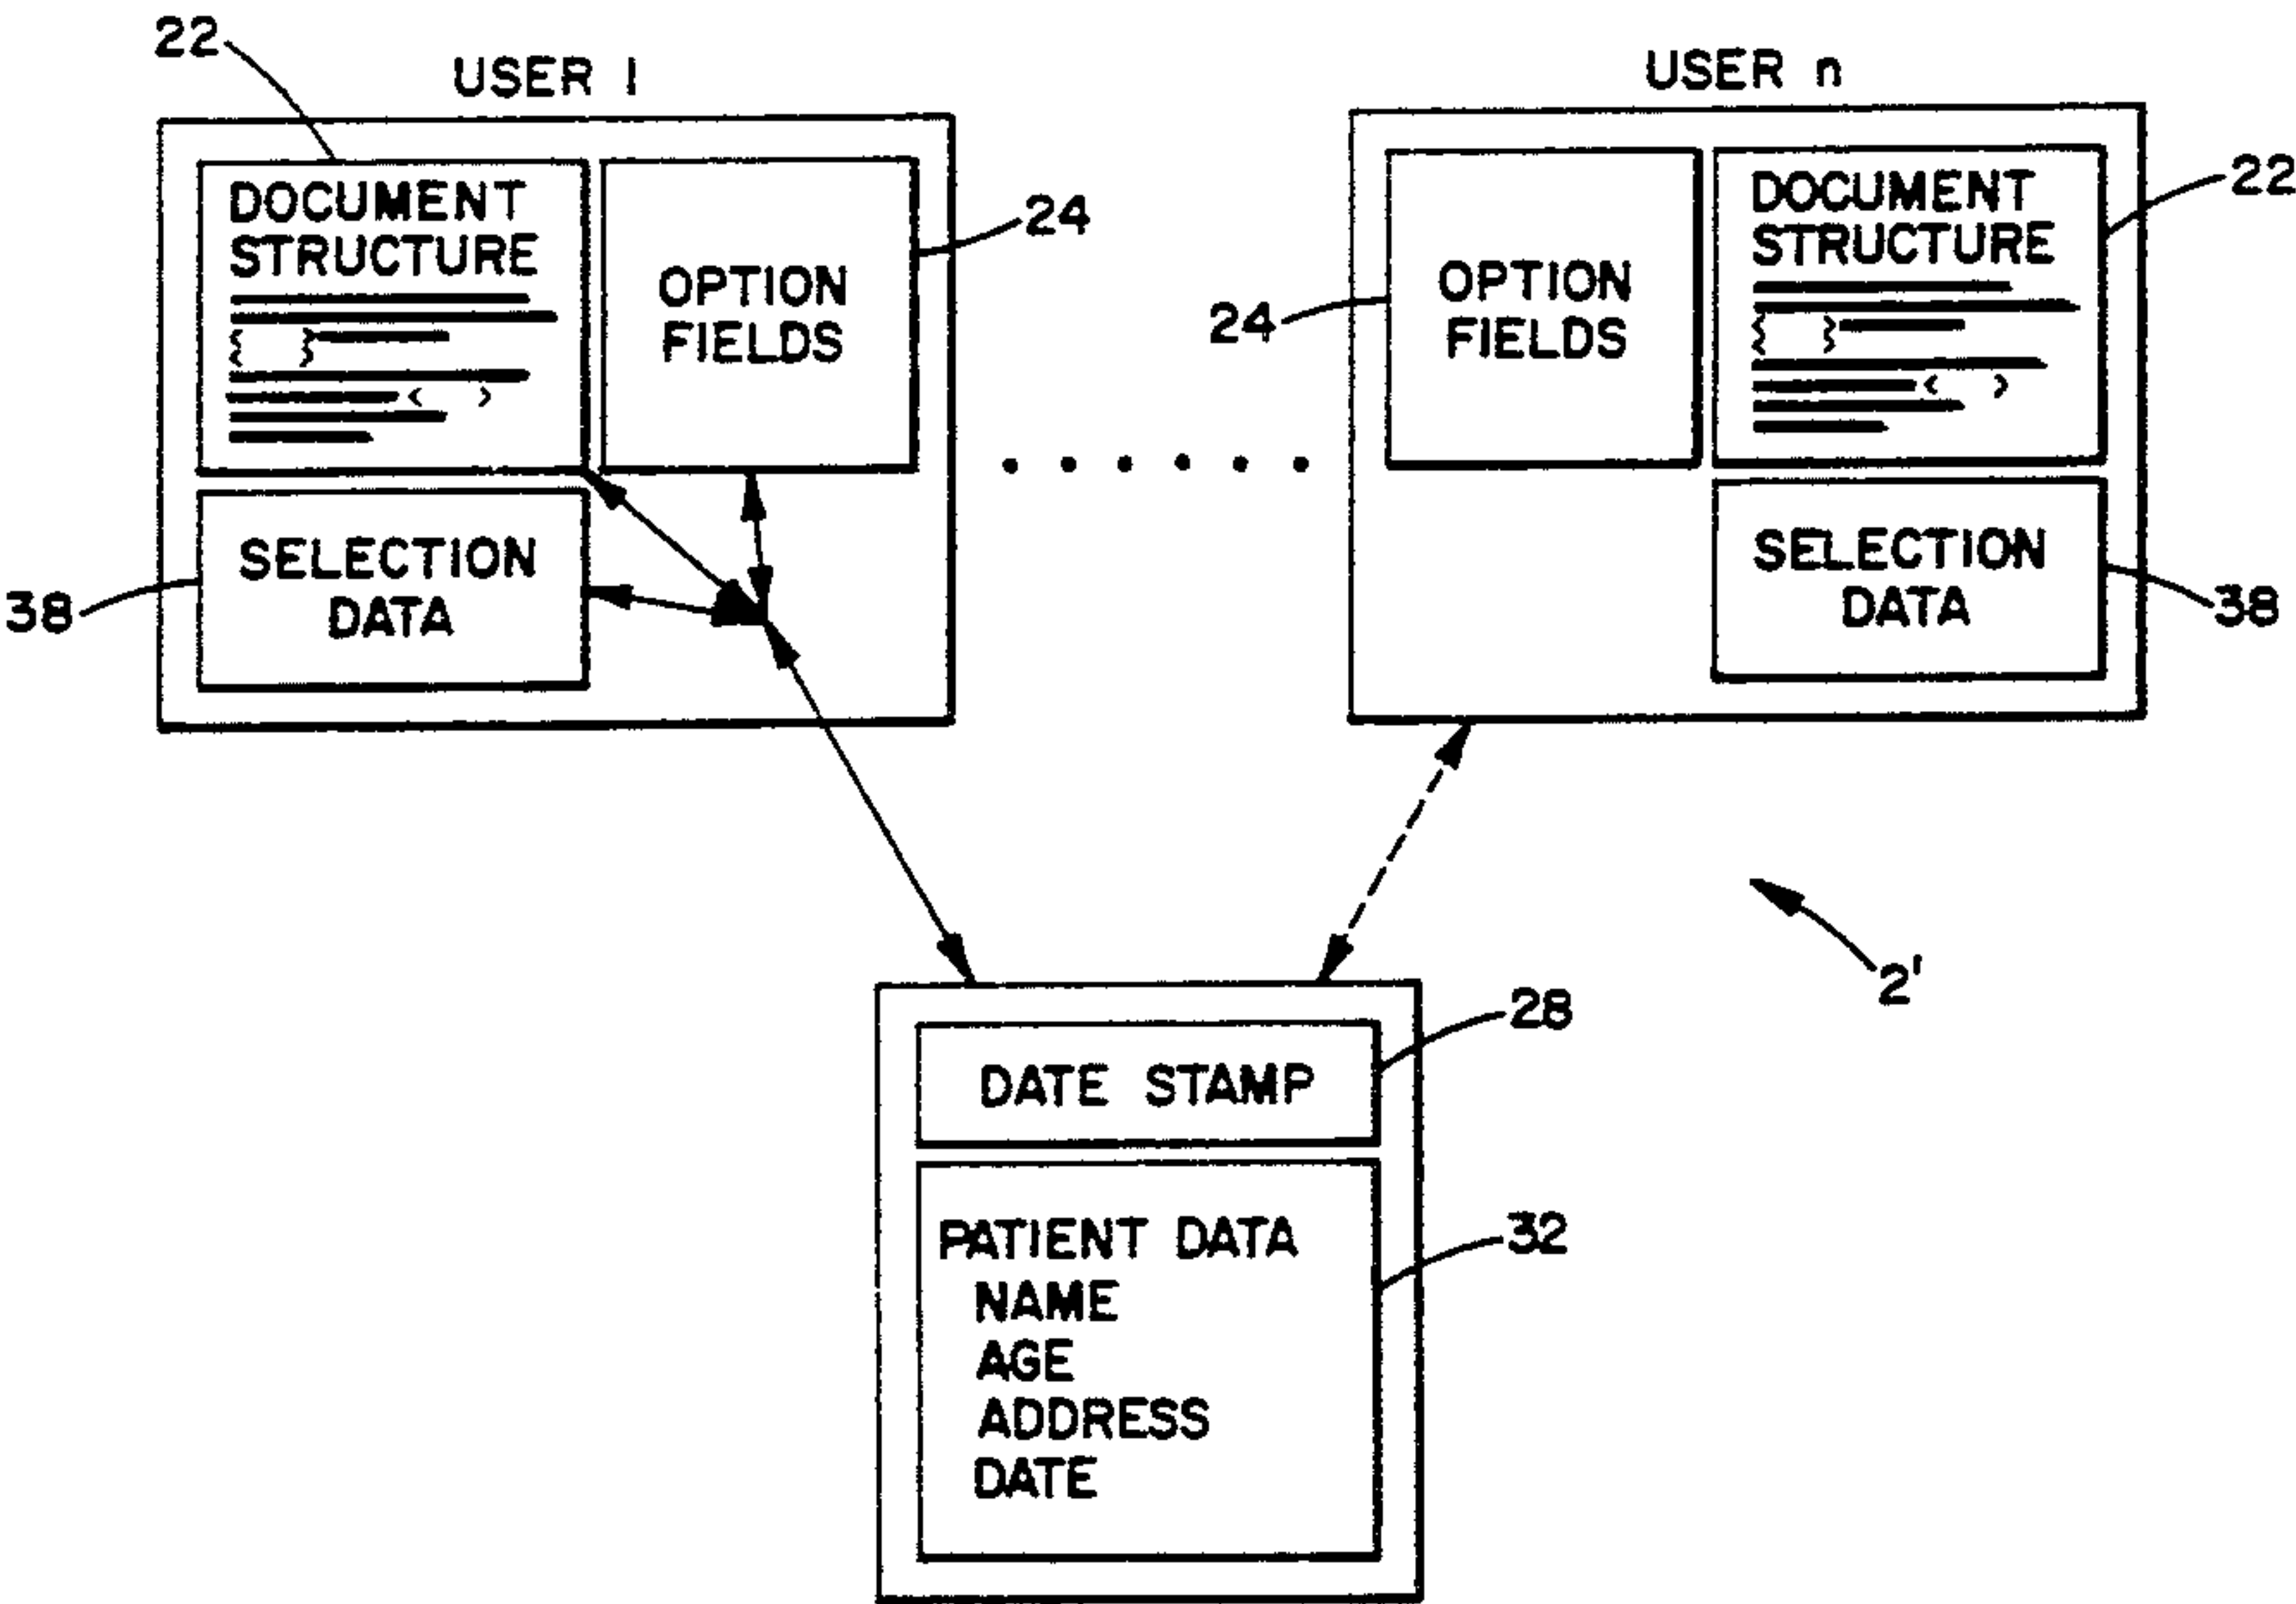 22
USER 1
USER n
DOCUMENT
STRUCTURE
{ }
< >
OPTION
FIELDS
24
SELECTION
DATA
38
OPTION
FIELDS
24
DOCUMENT
STRUCTURE
{ }
< >
22
SELECTION
DATA
38
2'
DATE STAMP
28
PATIENT DATA
NAME
AGE
ADDRESS
DATE
32